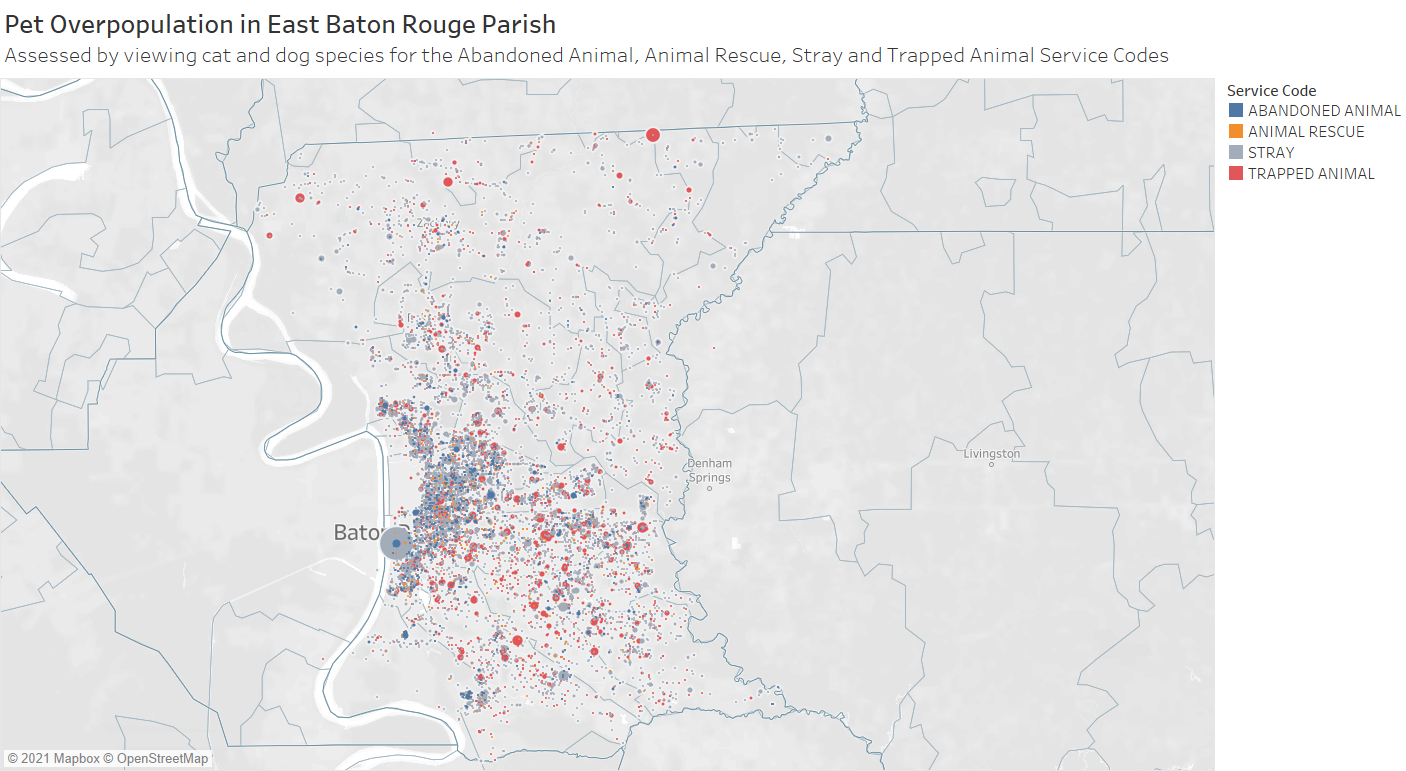 Pet Overpopulation in East Baton Rouge Parish
Assessed by viewing cat and dog species for the Abandoned Animal, Animal Rescue, Stray and Trapped Animal Service Codes
Service Code
ABANDONED ANIMAL
ANIMAL RESCUE
STRAY
TRAPPED ANIMAL
Livingston
Denham
Springs
Bato
© 2021 Mapbox © OpenStreetMap